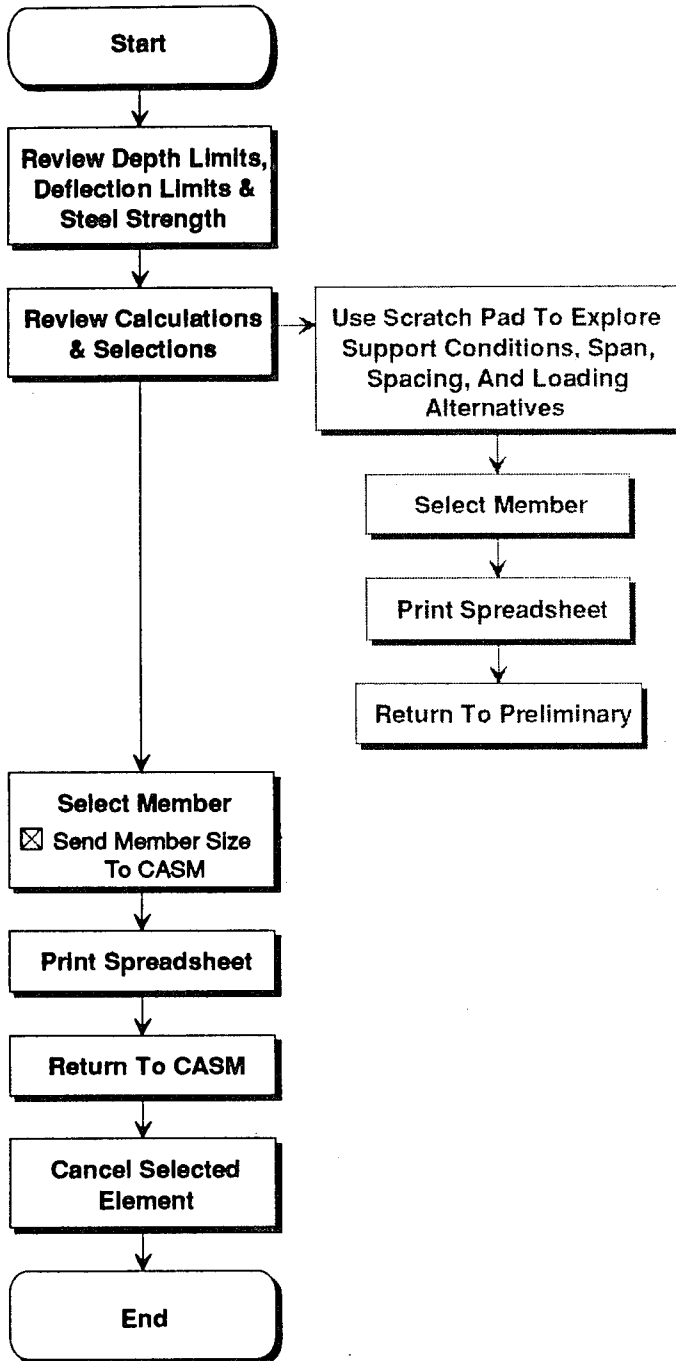 Start
Review Depth Limits,
Deflection Limits &
Steel Strength
Review Calculations
& Selections
Use Scratch Pad To Explore
Support Conditions, Span,
Spacing, And Loading
Alternatives
Select Member
Print Spreadsheet
Return To Preliminary
Select Member
Send Member Size
To CASM
Print Spreadsheet
Return To CASM
Cancel Selected
Element
End